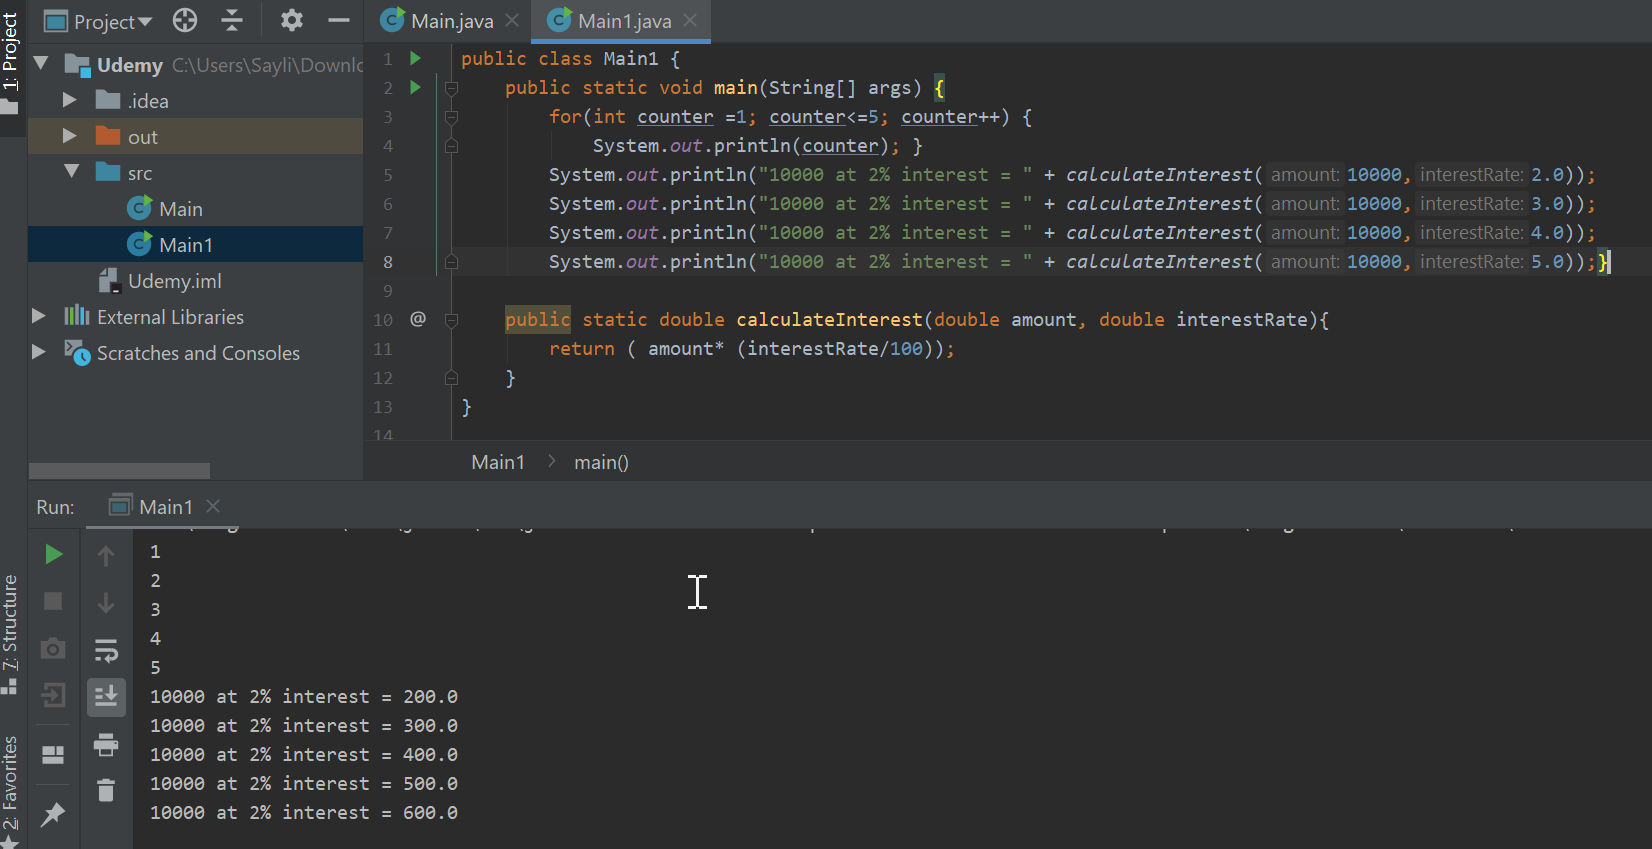 Project
Main.java
Main1.java
1: Project
Udemy C:\Users\Sayli\Downlo
.idea
out
src
Main
Main1
Udemy.iml
External Libraries
Scratches and Consoles
1 public class Main1 {
2 public static void main(String[] args) {
3 for(int counter =1; counter<=5; counter++) {
4 System.out.println(counter); }
5 System.out.println("10000 at 2% interest = " + calculateInterest( amount: 10000, interestRate: 2.0));
6 System.out.println("10000 at 2% interest = " + calculateInterest( amount: 10000, interestRate: 3.0));
7 System.out.println("10000 at 2% interest = " + calculateInterest( amount: 10000, interestRate: 4.0));
8 System.out.println("10000 at 2% interest = " + calculateInterest( amount: 10000, interestRate: 5.0));}
9
10 @ public static double calculateInterest(double amount, double interestRate){
11 return ( amount* (interestRate/100));
12 }
13 }
14
Main1 > main()
Run: Main1
1
2
3
4
5
10000 at 2% interest = 200.0
10000 at 2% interest = 300.0
10000 at 2% interest = 400.0
10000 at 2% interest = 500.0
10000 at 2% interest = 600.0
7: Structure
2: Favorites